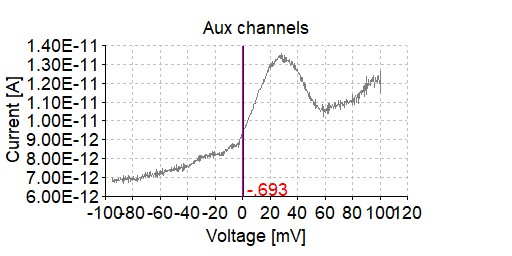 Aux channels
1.40E-11
1.30E-11
1.20E-11
1.10E-11
1.00E-11
9.00E-12
8.00E-12
7.00E-12
6.00E-12
Current [A]
-.693
-100 -80 -60 -40 -20 0 20 40 60 80 100 120
Voltage [mV]